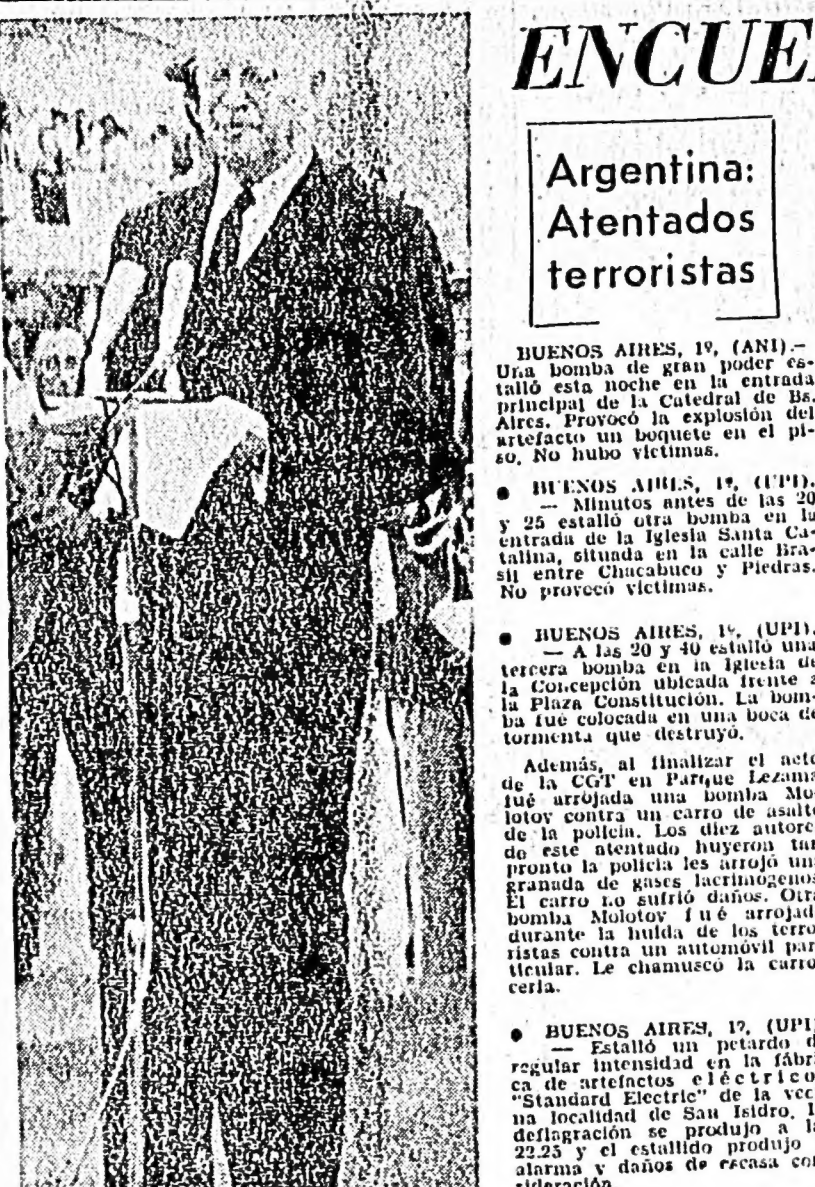 ENCUE
Argentina:
Atentados
terroristas
BUENOS AIRES, 1º, (ANI).—
Una bomba de gran poder es-
talló esta noche en la entrada
principal de la Catedral de Bs.
Aires. Provocó la explosión del
artefacto un boquete en el pi-
so. No hubo víctimas.
● BUENOS AIRES, 1º, (UPI).
— Minutos antes de las 20
y 25 estalló otra bomba en la
entrada de la Iglesia Santa Ca-
talina, situada en la calle Bra-
sil entre Chacabuco y Piedras.
No provocó víctimas.
● BUENOS AIRES, 1º, (UPI).
— A las 20 y 40 estalló una
tercera bomba en la Iglesia de
la Concepción ubicada frente a
la Plaza Constitución. La bom-
ba fué colocada en una boca de
tormenta que destruyó.
Además, al finalizar el acto
de la CGT en Parque Lezama
fué arrojada una bomba Mo-
lotov contra un carro de asalto
de la policía. Los diez autore
de este atentado huyeron tan
pronto la policía les arrojó una
granada de gases lacrimógenos
El carro no sufrió daños. Otra
bomba Molotov fué arrojad
durante la huída de los terro
ristas contra un automóvil par
ticular. Le chamuscó la carro
cería.
● BUENOS AIRES, 1º, (UPI)
— Estalló un petardo d
regular intensidad en la fábri
ca de artefactos eléctrico
"Standard Electric" de la veci
na localidad de San Isidro. L
deflagración se produjo a la
22.25 y el estallido produjo
alarma y daños de escasa con
sideración.